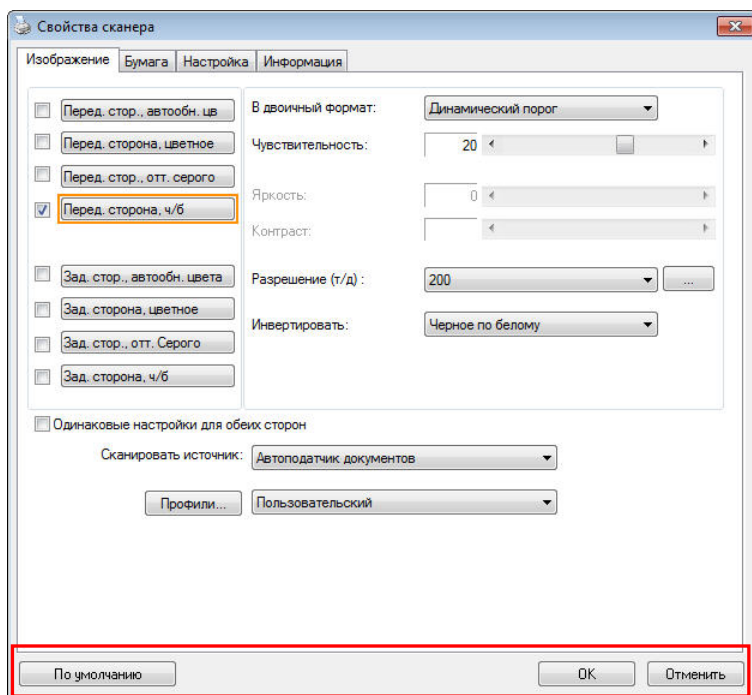 Свойства сканера
Изображение Бумага Настройка Информация
Перед. стор., автообн. цв
Перед. сторона, цветное
Перед. стор., отт. серого
Перед. сторона, ч/б
Зад. стор., автообн. цвета
Зад. сторона, цветное
Зад. стор., отт. Серого
Зад. сторона, ч/б
В двоичный формат: Динамический порог
Чувствительность: 20
Яркость: 0
Контраст:
Разрешение (т/д) : 200 ...
Инвертировать: Черное по белому
Одинаковые настройки для обеих сторон
Сканировать источник: Автоподатчик документов
Профили... Пользовательский
По умолчанию OK Отменить